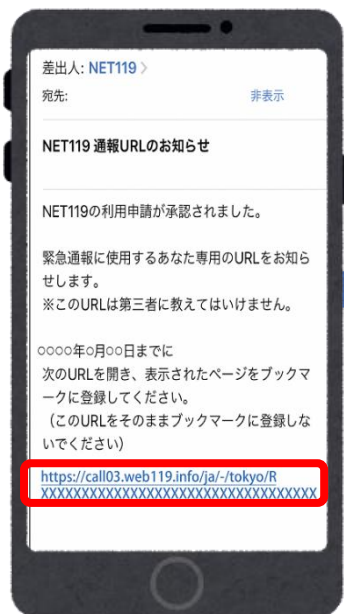 差出人: NET119 >
宛先: 非表示
NET119 通報URLのお知らせ
NET119の利用申請が承認されました。
緊急通報に使用するあなた専用のURLをお知ら
せします。
※このURLは第三者に教えてはいけません。
○○○○年○月○○日までに
次のURLを開き、表示されたページをブックマ
ークに登録してください。
（このURLをそのままブックマークに登録しな
いでください）
https://call03.web119.info/ja/-/tokyo/R
XXXXXXXXXXXXXXXXXXXXXXXXXXXXXXXXXX